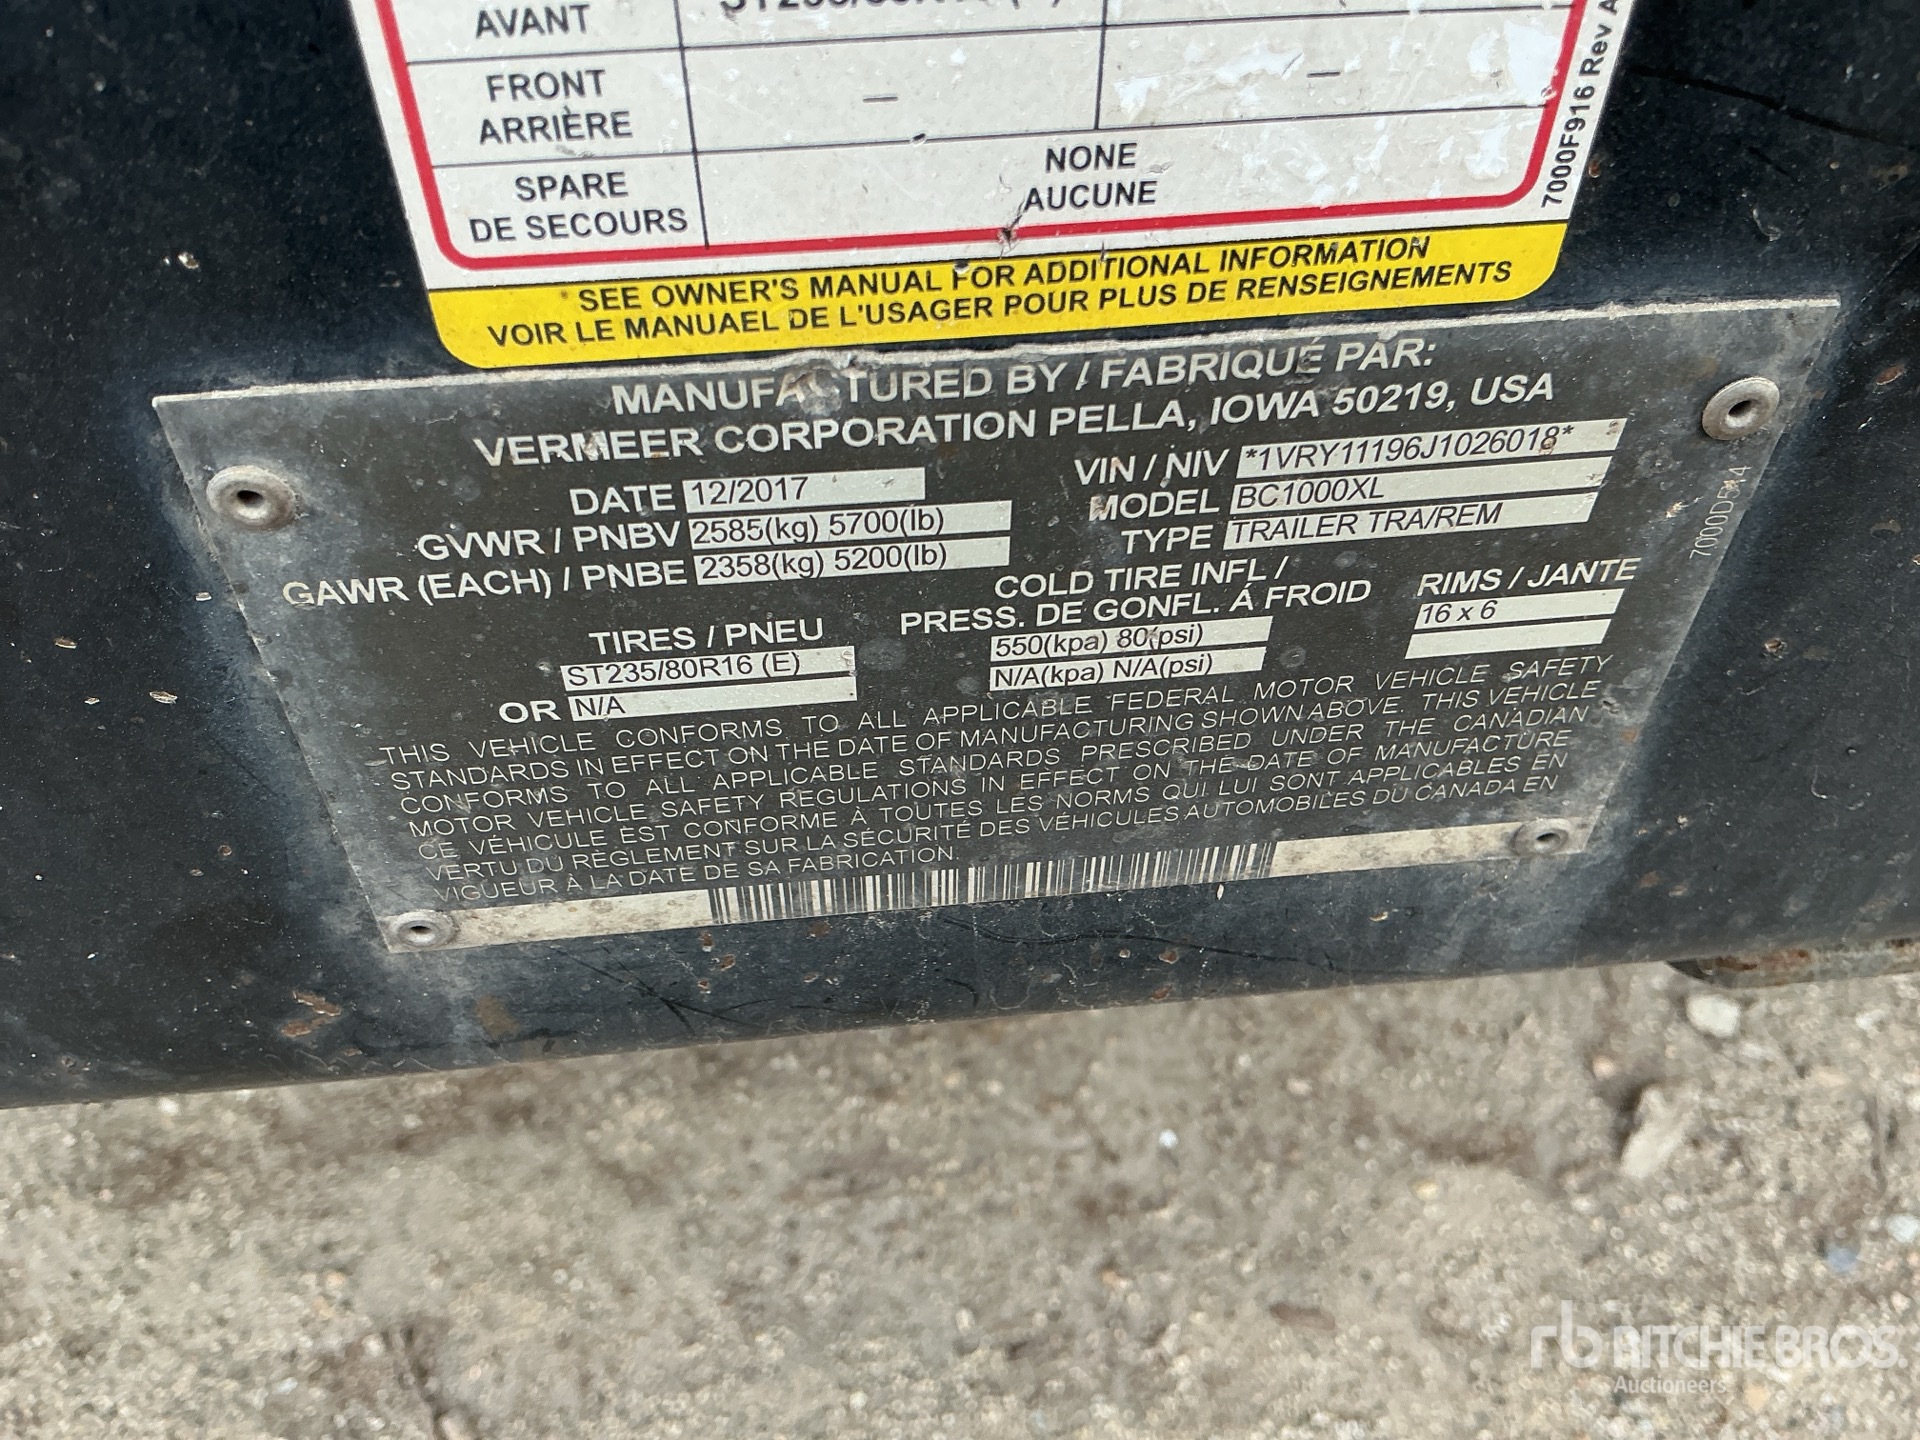 AVANT
FRONT
ARRIÈRE
—
—
SPARE
DE SECOURS
NONE
AUCUNE
7000F916 Rev A
SEE OWNER'S MANUAL FOR ADDITIONAL INFORMATION
VOIR LE MANUAEL DE L'USAGER POUR PLUS DE RENSEIGNEMENTS
MANUFACTURED BY / FABRIQUÉ PAR:
VERMEER CORPORATION PELLA, IOWA 50219, USA
DATE 12/2017
VIN / NIV *1VRY11196J1026018*
GVWR / PNBV 2585(kg) 5700(lb)
MODEL BC1000XL
GAWR (EACH) / PNBE 2358(kg) 5200(lb)
TYPE TRAILER TRA/REM
7000D544
TIRES / PNEU
COLD TIRE INFL /
PRESS. DE GONFL. Á FROID
RIMS / JANTE
ST235/80R16 (E)
550(kpa) 80(psi)
16 x 6
OR N/A
N/A(kpa) N/A(psi)
THIS VEHICLE CONFORMS TO ALL APPLICABLE FEDERAL MOTOR VEHICLE SAFETY
STANDARDS IN EFFECT ON THE DATE OF MANUFACTURING SHOWN ABOVE. THIS VEHICLE
CONFORMS TO ALL APPLICABLE STANDARDS PRESCRIBED UNDER THE CANADIAN
MOTOR VEHICLE SAFETY REGULATIONS IN EFFECT ON THE DATE OF MANUFACTURE
CE VÉHICULE EST CONFORME À TOUTES LES NORMS QUI LUI SONT APPLICABLES EN
VERTU DU RÈGLEMENT SUR LA SÉCURITÉ DES VÉHICULES AUTOMOBILES DU CANADA EN
VIGUEUR À LA DATE DE SA FABRICATION.
rb RITCHIE BROS.
Auctioneers